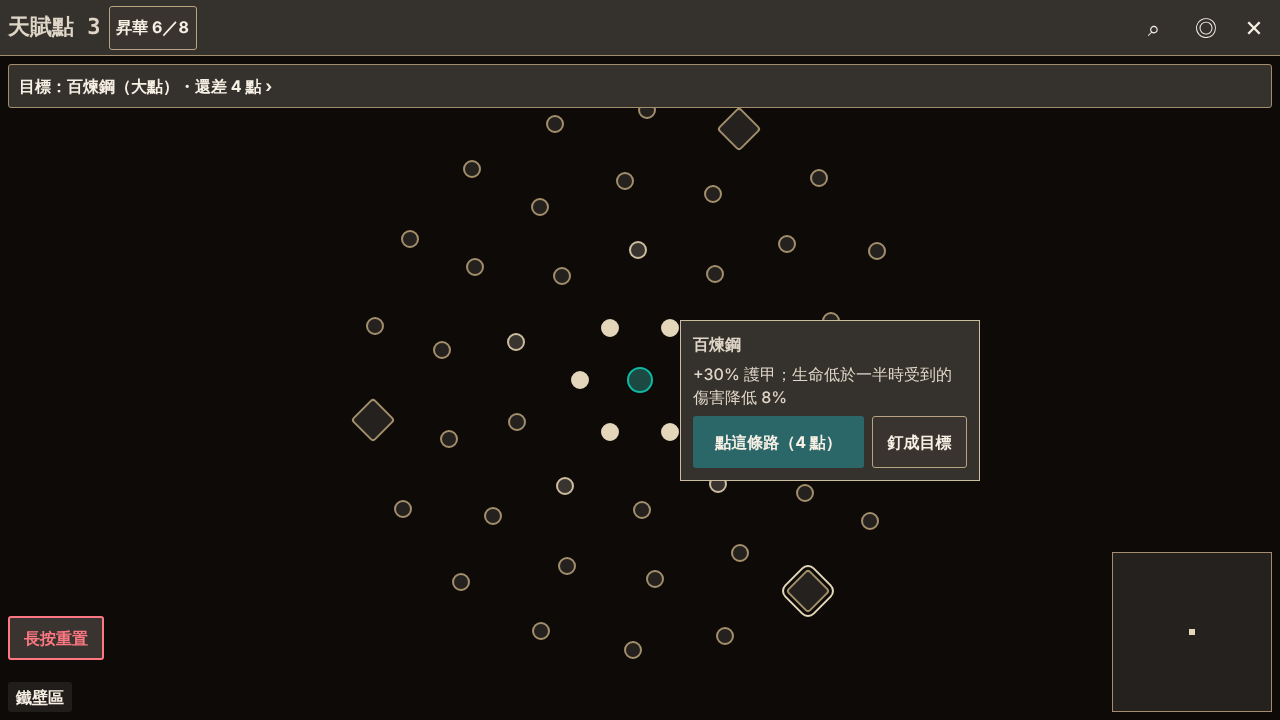 天賦點 3
昇華 6／8
⌕ ◎ ✕
目標：百煉鋼（大點）·還差 4 點 ›
百煉鋼
+30% 護甲；生命低於一半時受到的
傷害降低 8%
點這條路（4 點）
釘成目標
長按重置
鐵壁區